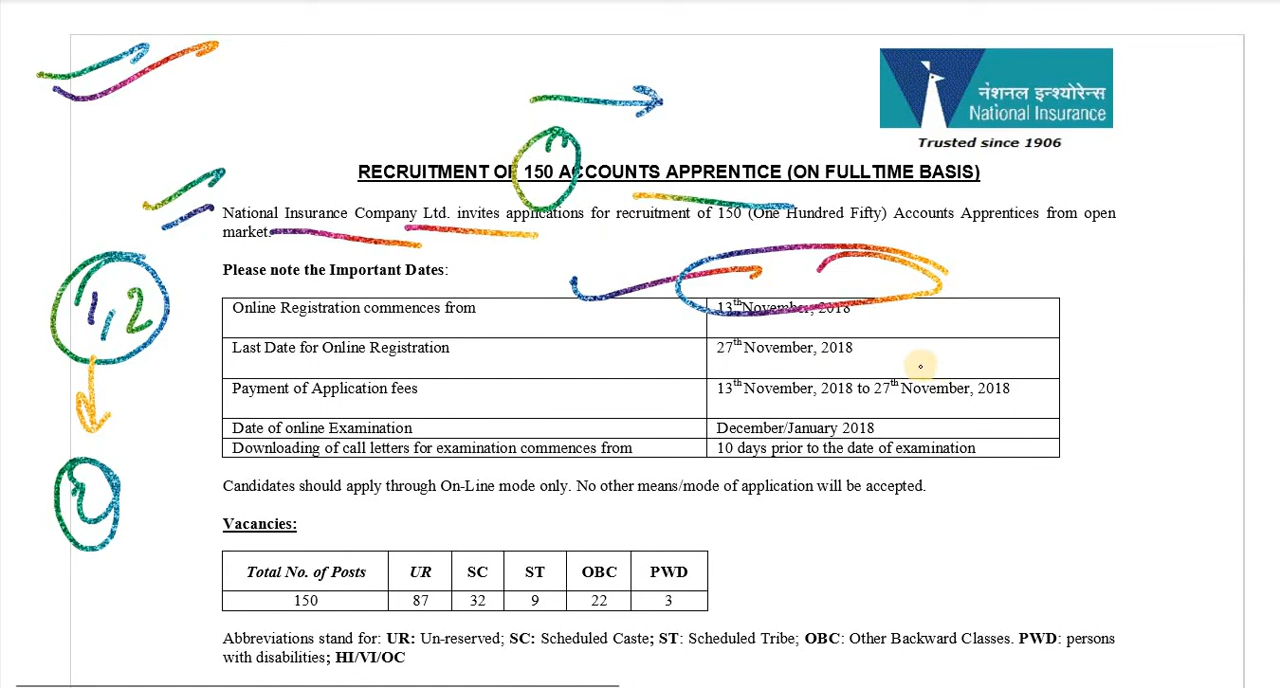 नेशनल इन्श्योरेन्स
National Insurance
Trusted since 1906
RECRUITMENT OF 150 ACCOUNTS APPRENTICE (ON FULLTIME BASIS)
National Insurance Company Ltd. invites applications for recruitment of 150 (One Hundred Fifty) Accounts Apprentices from open
market.
Please note the Important Dates:
Online Registration commences from 13th November, 2018
Last Date for Online Registration 27th November, 2018
Payment of Application fees 13th November, 2018 to 27th November, 2018
Date of online Examination December/January 2018
Downloading of call letters for examination commences from 10 days prior to the date of examination
1,2
Candidates should apply through On-Line mode only. No other means/mode of application will be accepted.
Vacancies:
Total No. of Posts UR SC ST OBC PWD
150 87 32 9 22 3
Abbreviations stand for: UR: Un-reserved; SC: Scheduled Caste; ST: Scheduled Tribe; OBC: Other Backward Classes. PWD: persons
with disabilities; HI/VI/OC